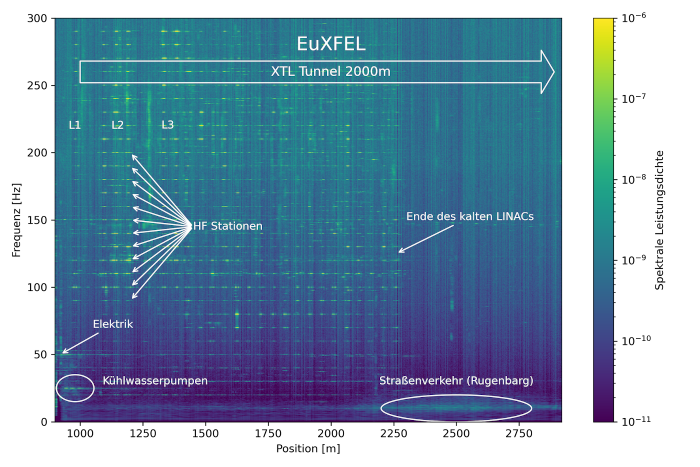 300
250
200
150
100
50
0
Frequenz [Hz]
EuXFEL
XTL Tunnel 2000m
L1
L2
L3
HF Stationen
Ende des kalten LINACs
Elektrik
Kühlwasserpumpen
Straßenverkehr (Rugenbarg)
1000
1250
1500
1750
2000
2250
2500
2750
Position [m]
10⁻⁶
10⁻⁷
10⁻⁸
10⁻⁹
10⁻¹⁰
10⁻¹¹
Spektrale Leistungsdichte